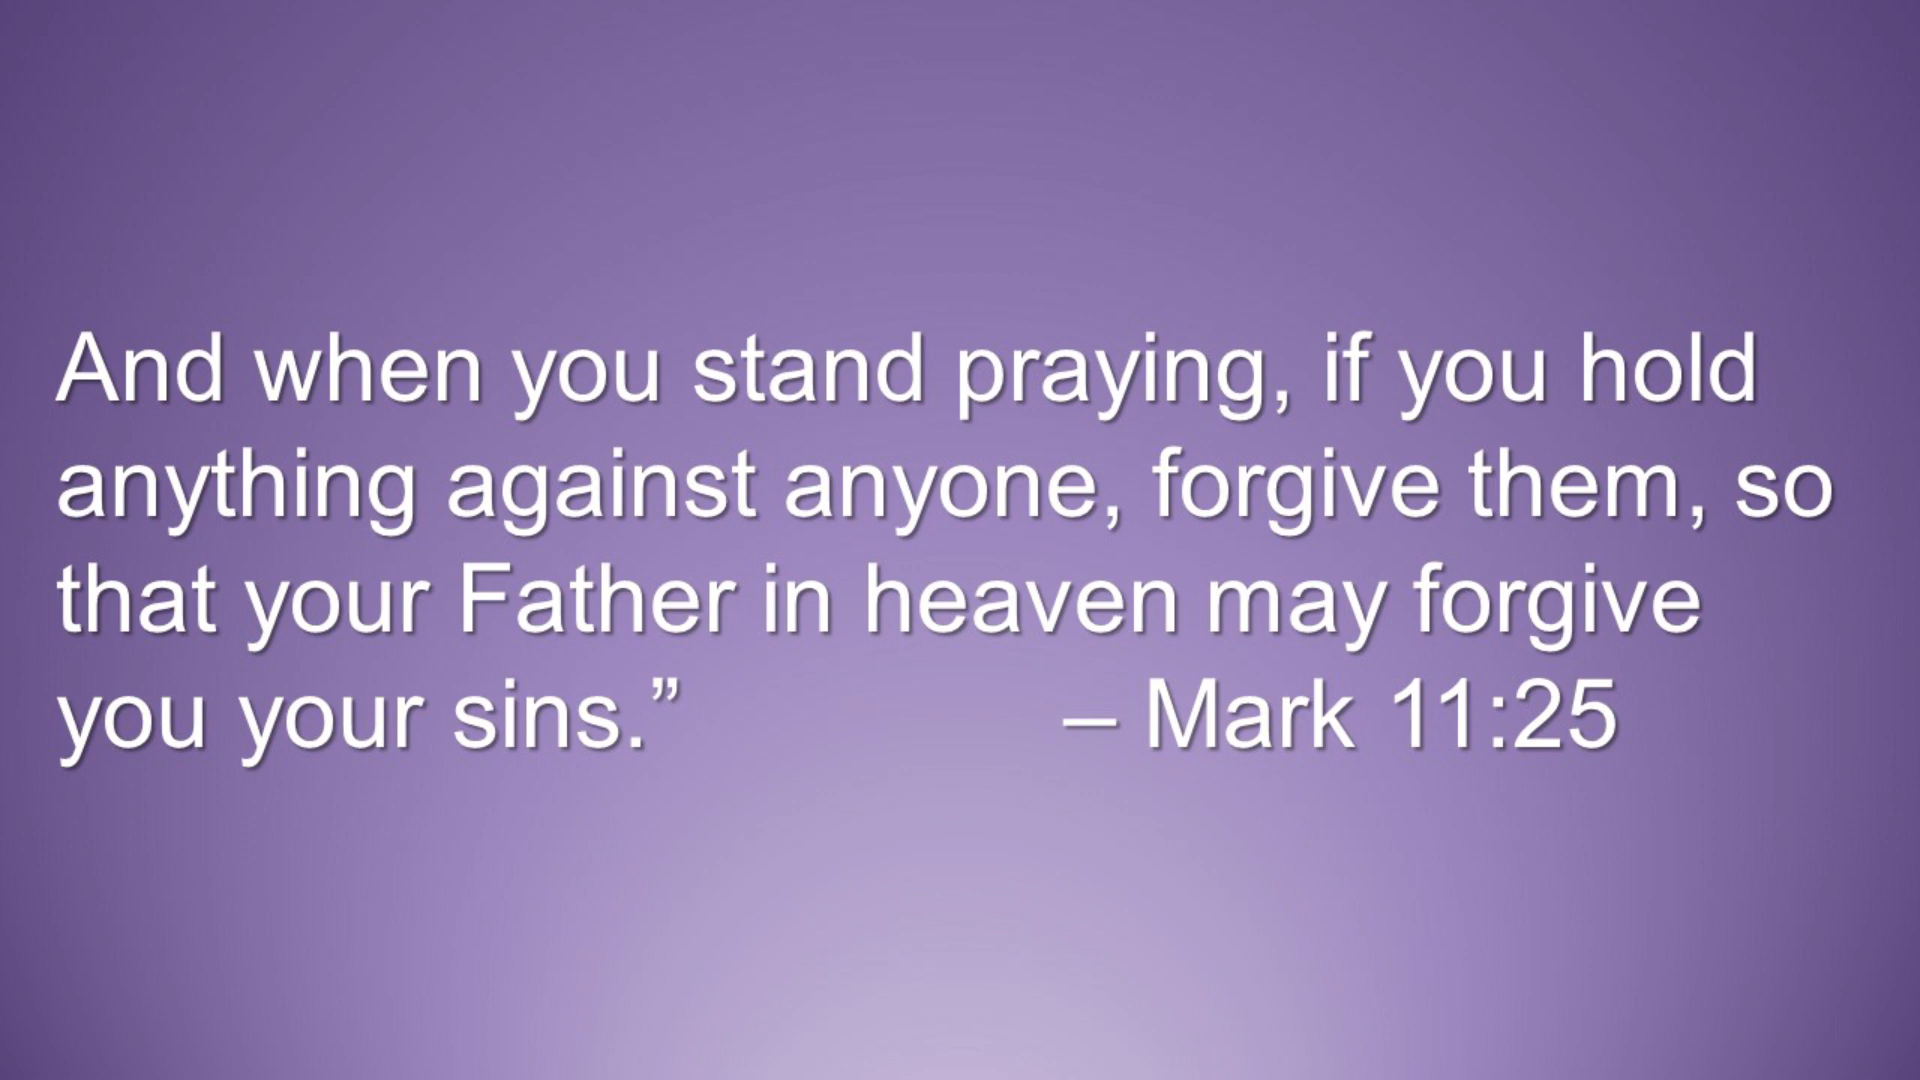 And when you stand praying, if you hold
anything against anyone, forgive them, so
that your Father in heaven may forgive
you your sins.” – Mark 11:25